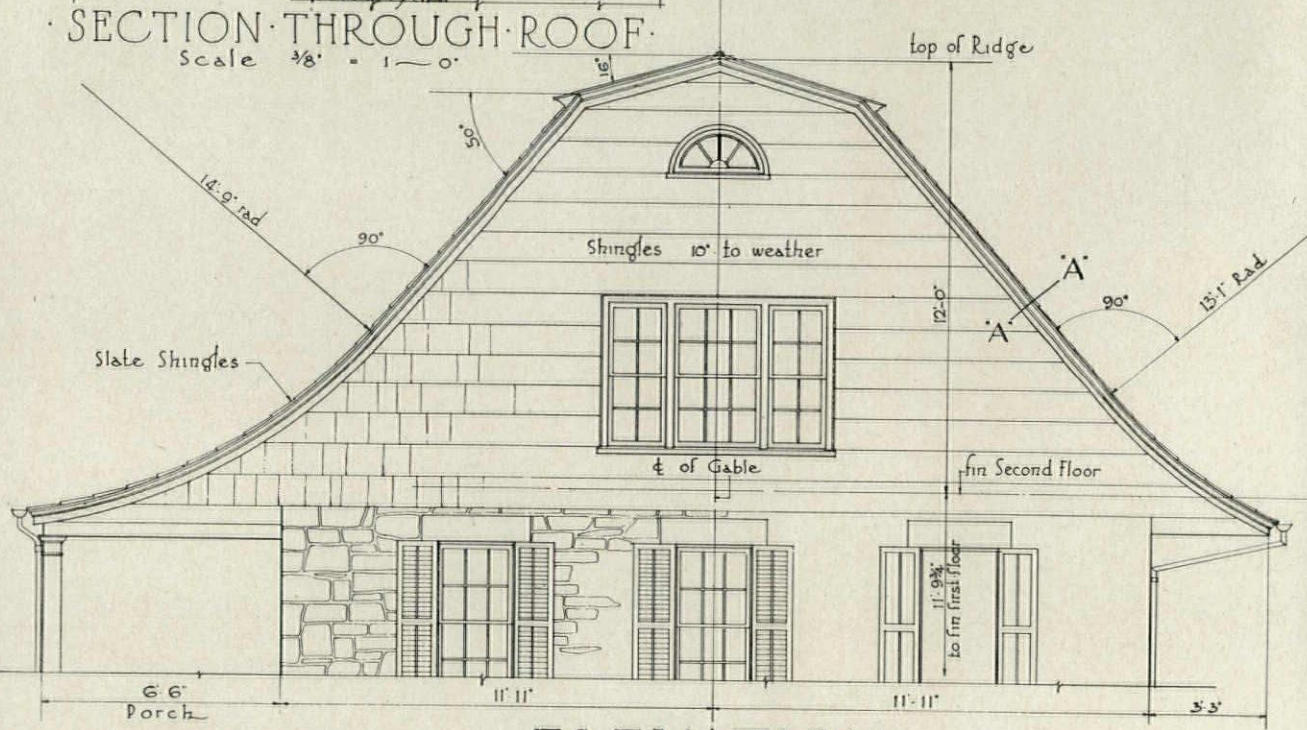 ·SECTION·THROUGH·ROOF·
Scale 3/8" = 1—0"
top of Ridge
16°
50°
14'-9" rad
90°
Shingles 10" to weather
"A"
"A"
90°
13'-1" Rad
12'-0"
Slate Shingles
℄ of Gable
fin Second Floor
11'-9¾"
to fin first floor
6'-6"
Porch
11'-11"
11'-11"
3'-3"